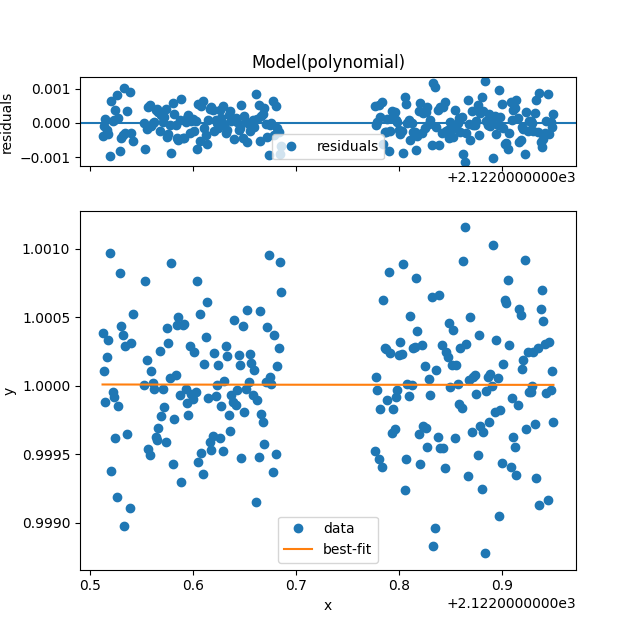 Model(polynomial)
0.001
0.000
−0.001
residuals
residuals
+2.1220000000e3
1.0010
1.0005
1.0000
0.9995
0.9990
y
data
best-fit
0.5 0.6 0.7 0.8 0.9
x
+2.1220000000e3